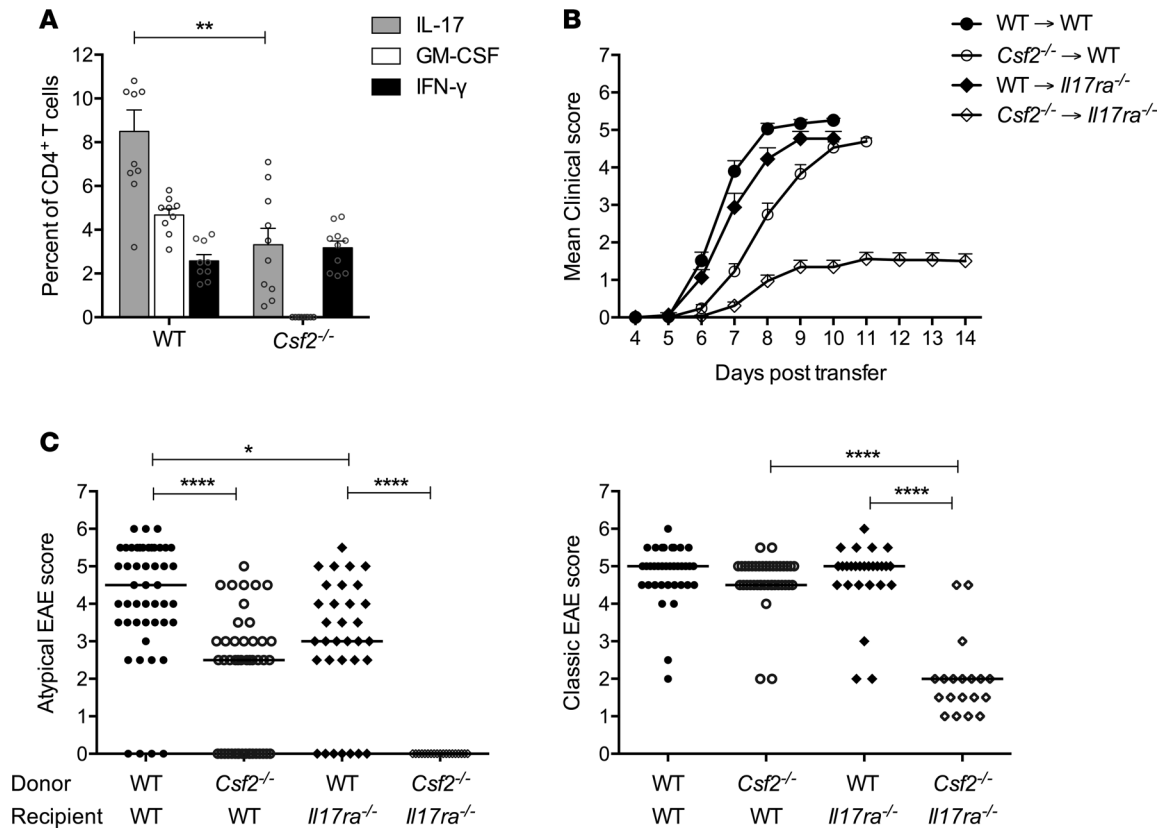 A
**
IL-17
GM-CSF
IFN-γ
Percent of CD4+ T cells
12
10
8
6
4
2
0
WT
Csf2-/-
B
WT → WT
Csf2-/- → WT
WT → Il17ra-/-
Csf2-/- → Il17ra-/-
Mean Clinical score
7
6
5
4
3
2
1
0
4 5 6 7 8 9 10 11 12 13 14
Days post transfer
C
*
**** ****
Atypical EAE score
7
6
5
4
3
2
1
0
Donor WT Csf2-/- WT Csf2-/-
Recipient WT WT Il17ra-/- Il17ra-/-
****
****
Classic EAE score
7
6
5
4
3
2
1
0
WT Csf2-/- WT Csf2-/-
WT WT Il17ra-/- Il17ra-/-